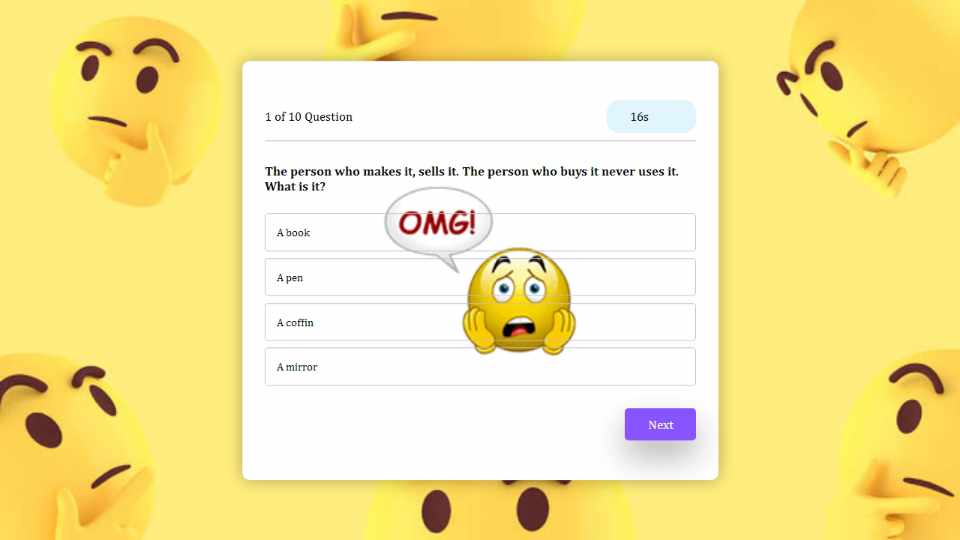 1 of 10 Question
16s
The person who makes it, sells it. The person who buys it never uses it.
What is it?
OMG!
A book
A pen
A coffin
A mirror
Next